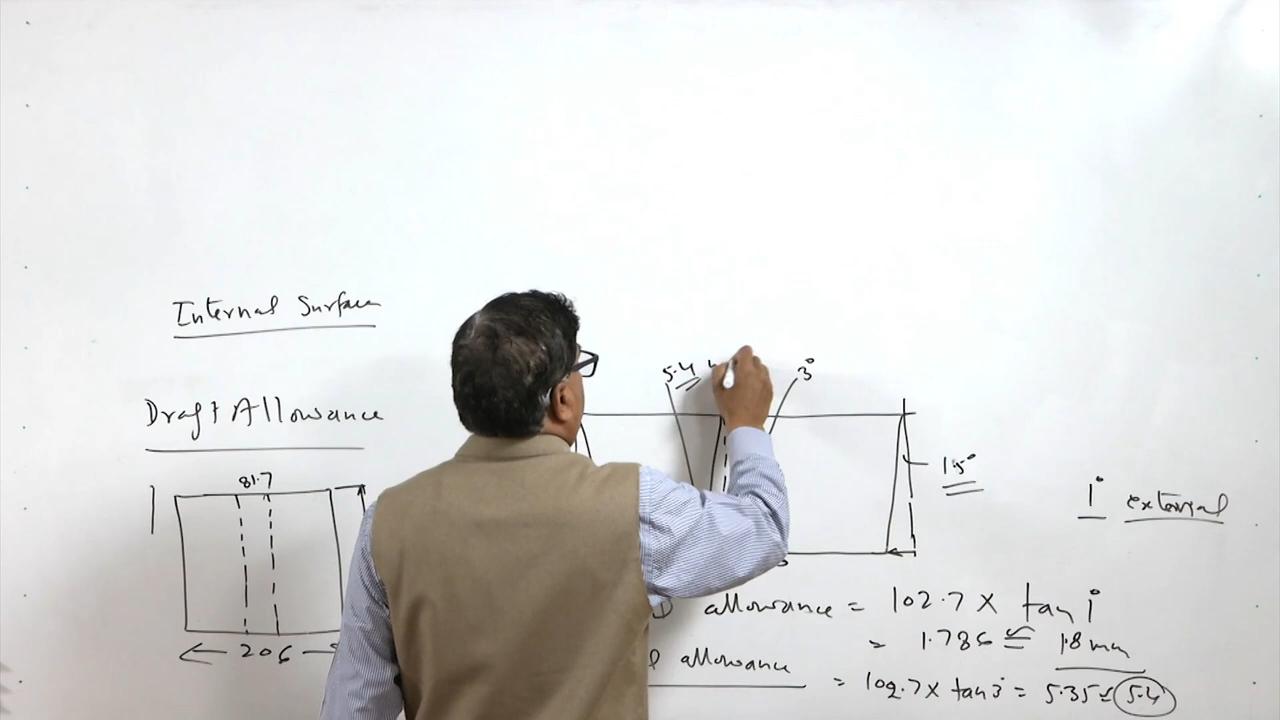 Internal Surface
Draft Allowance
81.7
206
5.4
3°
1.5°
1° external
allowance = 102.7 x tan 1°
= 1.786 ≌ 1.8 mm
allowance
= 102.7 x tan 3° = 5.35 ≌ 5.4